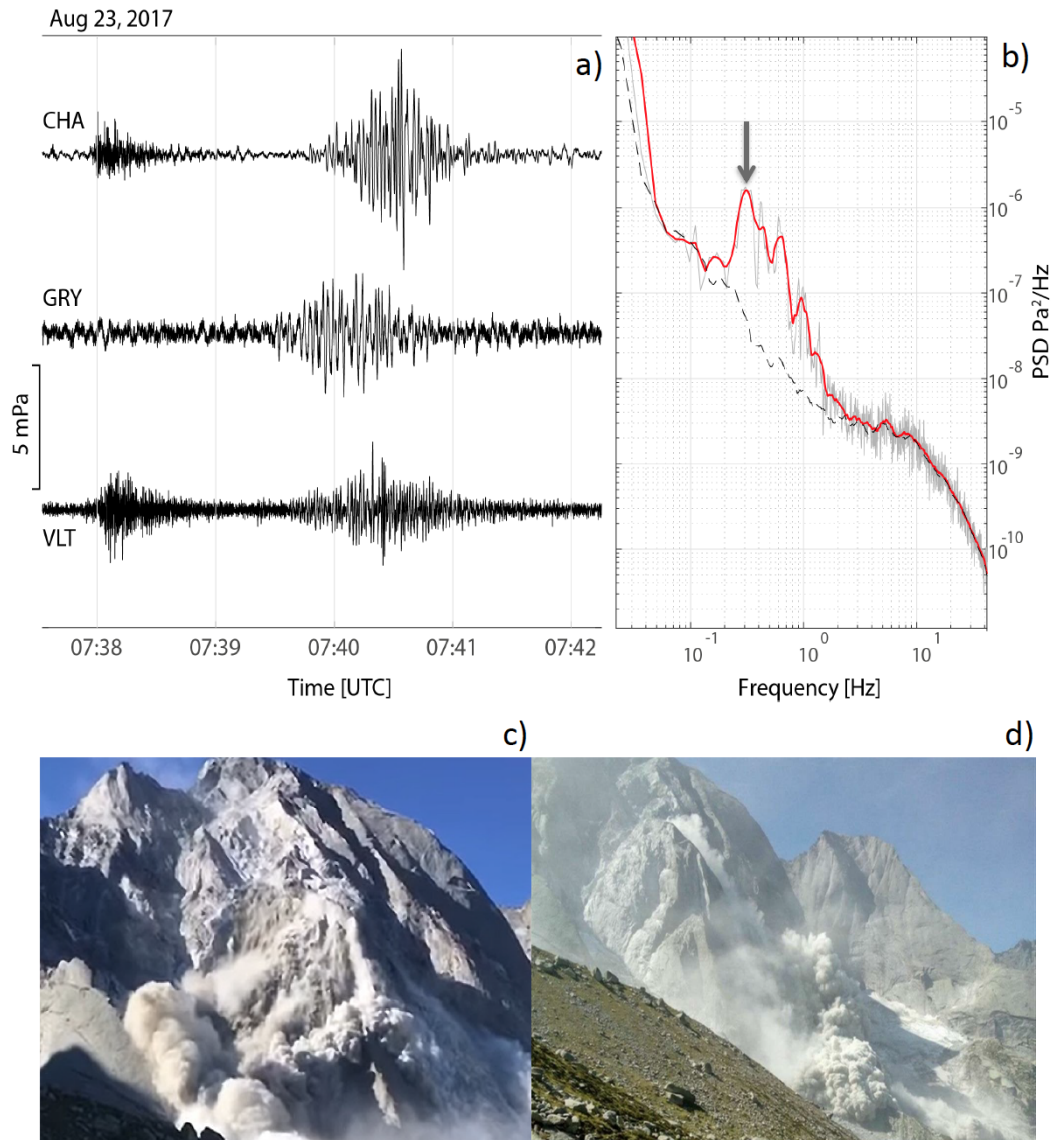 Aug 23, 2017
a)
b)
CHA
GRY
VLT
5 mPa
07:38 07:39 07:40 07:41 07:42
Time [UTC]
10⁻⁵
10⁻⁶
10⁻⁷
10⁻⁸
10⁻⁹
10⁻¹⁰
PSD Pa²/Hz
10⁻¹ 10⁰ 10¹
Frequency [Hz]
c)
d)